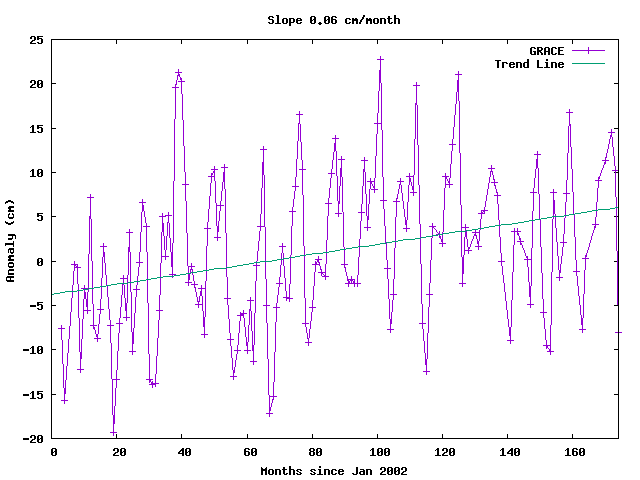 Slope 0.06 cm/month
GRACE
Trend Line
25
20
15
10
5
0
-5
-10
-15
-20
Anomaly (cm)
0 20 40 60 80 100 120 140 160
Months since Jan 2002